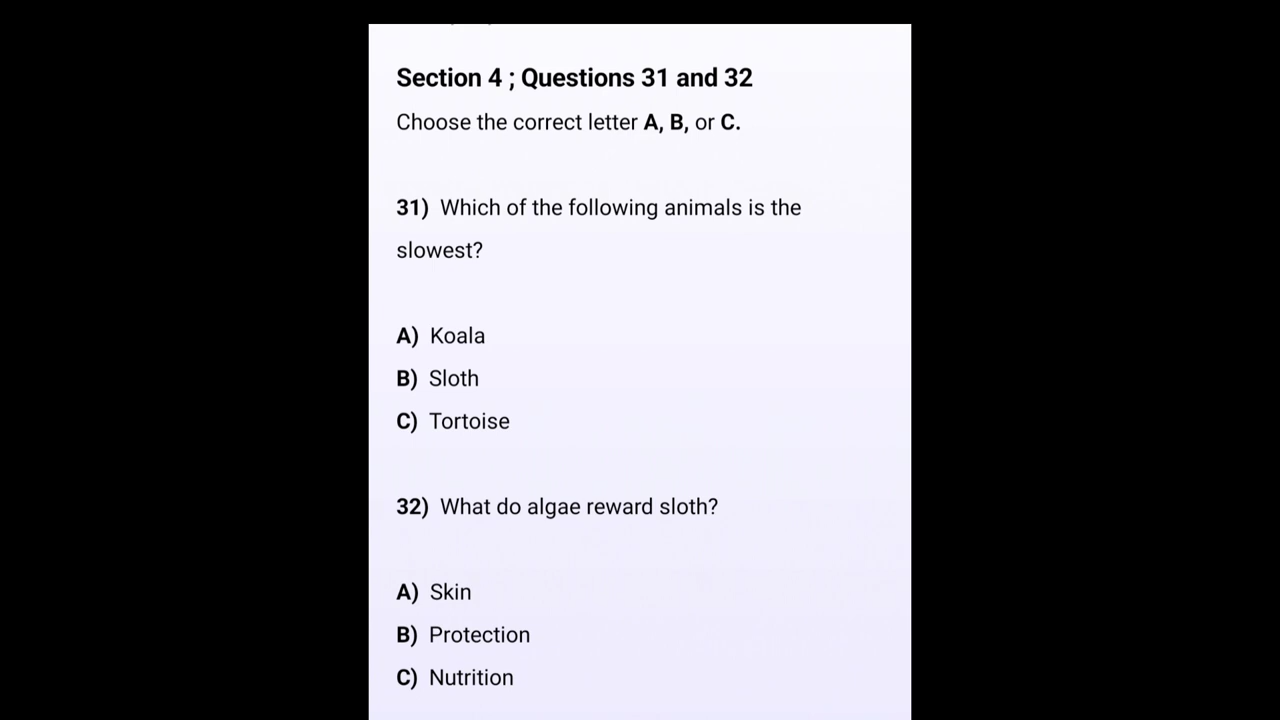 Section 4 ; Questions 31 and 32
Choose the correct letter A, B, or C.
31) Which of the following animals is the
slowest?
A) Koala
B) Sloth
C) Tortoise
32) What do algae reward sloth?
A) Skin
B) Protection
C) Nutrition